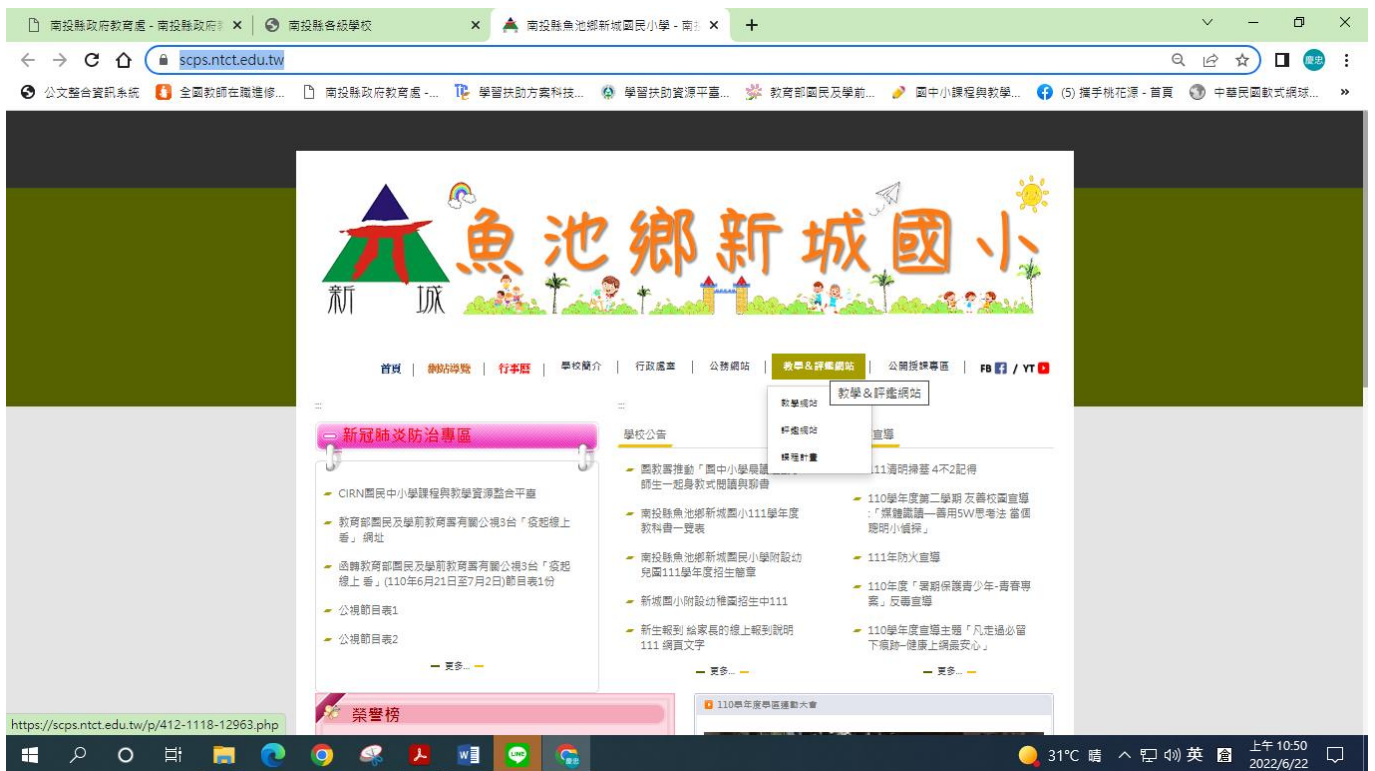 南投縣政府教育處 - 南投縣政府
南投縣各級學校
南投縣魚池鄉新城國民小學 - 南
scps.ntct.edu.tw
慶忠
公文整合資訊系統
全國教師在職進修...
南投縣政府教育處 -...
學習扶助方案科技...
學習扶助資源平臺...
教育部國民及學前...
國中小課程與教學...
(5) 攜手桃花源 - 首頁
中華民國軟式網球...
»
新 城
魚池鄉新城國小
首頁 | 網站導覽 | 行事曆 | 學校簡介 | 行政處室 | 公務網站 | 教學&評鑑網站 | 公開授課專區 | FB / YT
教學&評鑑網站
教學網站
評鑑網站
課程計畫
:::
新冠肺炎防治專區
CIRN國民中小學課程與教學資源整合平臺
教育部國民及學前教育署有關公視3台「疫起線上
看」 網址
函轉教育部國民及學前教育署有關公視3台「疫起
線上 看」(110年6月21日至7月2日)節目表1份
公視節目表1
公視節目表2
更多...
:::
學校公告
國教署推動「國中小學晨讀
師生一起身教式閱讀與聊書
南投縣魚池鄉新城國小111學年度
教科書一覽表
南投縣魚池鄉新城國民小學附設幼
兒園111學年度招生簡章
新城國小附設幼稚園招生中111
新生報到 給家長的線上報到說明
111 網頁文字
更多...
宣導
111清明掃墓 4不2記得
110學年度第二學期 友善校園宣導
:「媒體識讀—善用5W思考法 當個
聰明小偵探」
111年防火宣導
110年度「暑期保護青少年-青春專
案」反毒宣導
110學年度宣導主題「凡走過必留
下痕跡–健康上網最安心」
更多...
榮譽榜
110學年度學區運動大會
https://scps.ntct.edu.tw/p/412-1118-12963.php
LINE
慶忠
31°C 晴
英
倉
上午 10:50
2022/6/22